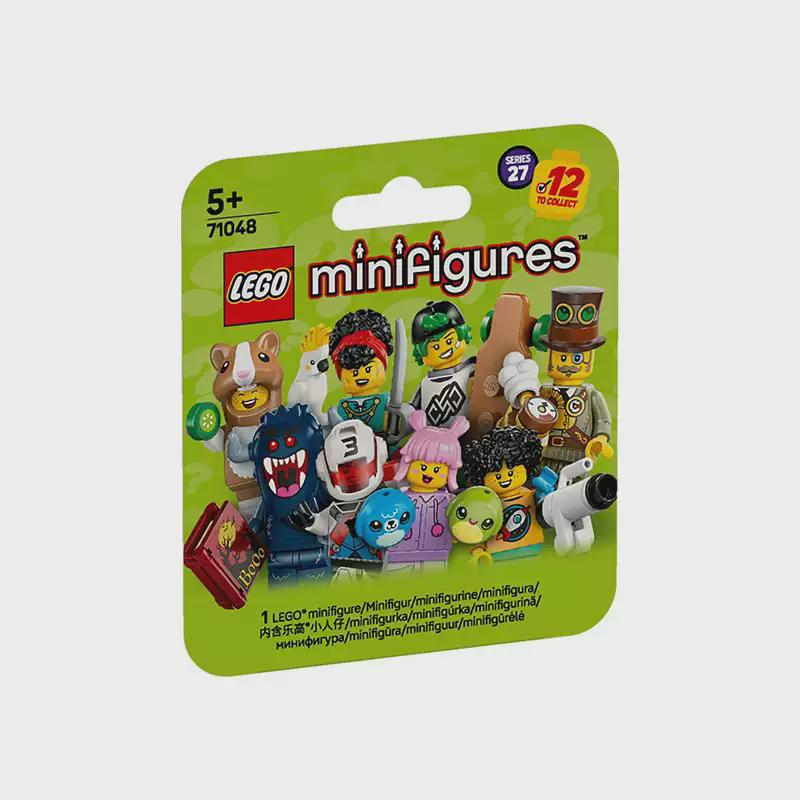 5+
71048
SERIES
27
12
TO COLLECT
LEGO
minifigures™
3
BoOo
1 LEGO® minifigure/Minifigur/minifigurine/minifigura/
内含乐高®小人仔/minifigurka/minifigúrka/minifigurină/
минифигура/minifigūra/minifiguur/minifigūrėlė